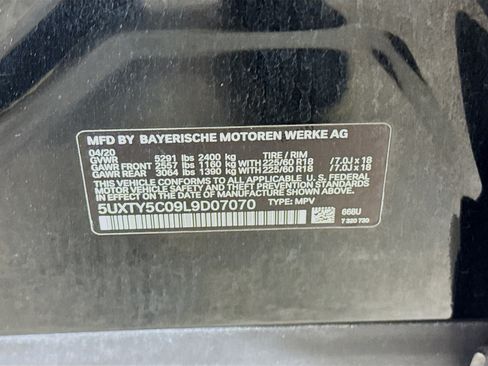 MFD BY BAYERISCHE MOTOREN WERKE AG
04/20 TIRE / RIM
GVWR 5291 lbs 2400 kg
GAWR FRONT 2557 lbs 1160 kg WITH 225/60 R18 / 7.0J x 18
GAWR REAR 3064 lbs 1390 kg WITH 225/60 R18 / 7.0J x 18
THIS VEHICLE CONFORMS TO ALL APPLICABLE U. S. FEDERAL
MOTOR VEHICLE SAFETY AND THEFT PREVENTION STANDARDS
IN EFFECT ON THE DATE OF MANUFACTURE SHOWN ABOVE.
5UXTY5C09L9D07070 TYPE: MPV
668U
7 320 730